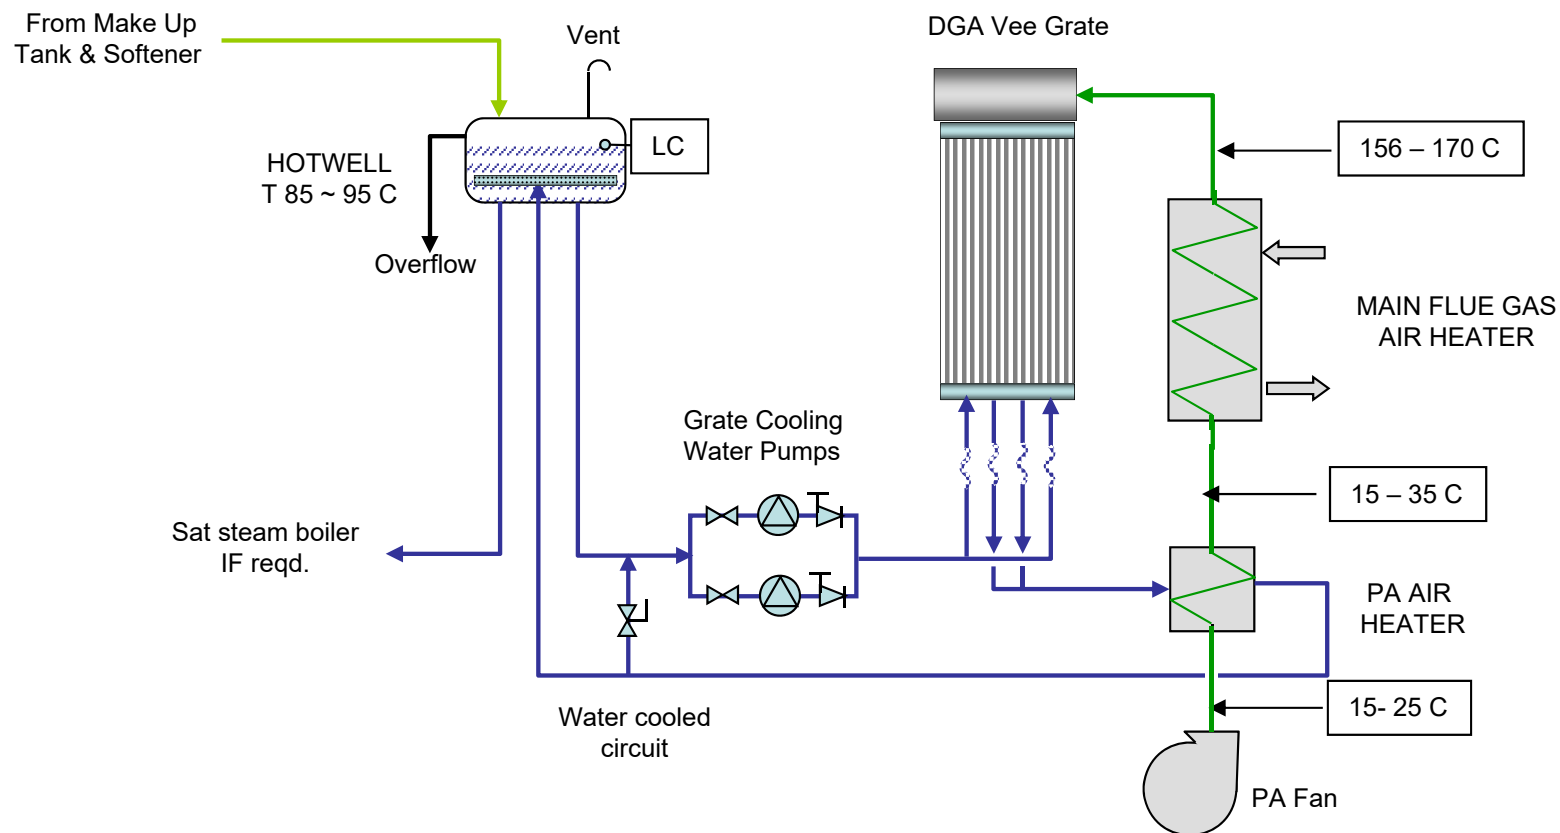 From Make Up
Tank & Softener
Vent
DGA Vee Grate
LC
156 – 170 C
HOTWELL
T 85 ~ 95 C
Overflow
MAIN FLUE GAS
AIR HEATER
Grate Cooling
Water Pumps
15 – 35 C
Sat steam boiler
IF reqd.
PA AIR
HEATER
15- 25 C
Water cooled
circuit
PA Fan